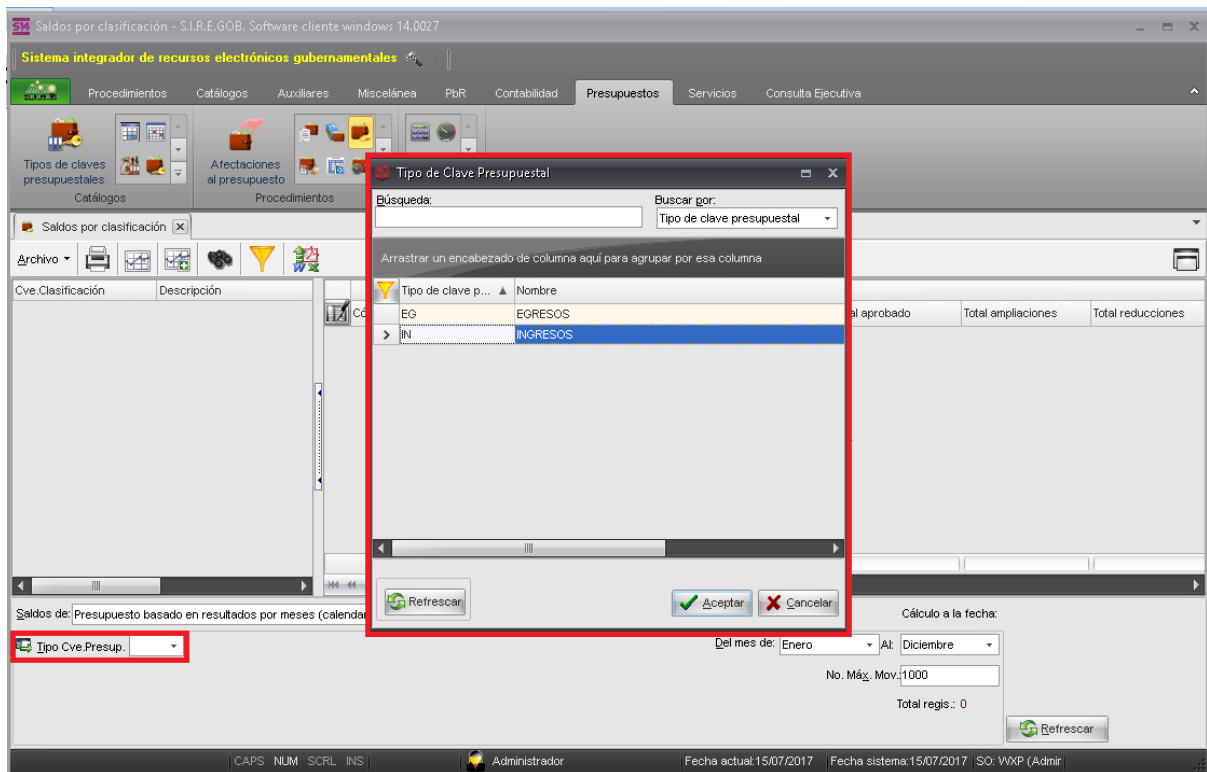 Saldos por clasificación - S.I.R.E.GOB. Software cliente windows 14.0027
Sistema integrador de recursos electrónicos gubernamentales
Procedimientos Catálogos Auxiliares Miscelánea PbR Contabilidad Presupuestos Servicios Consulta Ejecutiva
Tipos de claves presupuestales
Afectaciones al presupuesto
Catálogos Procedimientos
Saldos por clasificación
Archivo
Cve.Clasificación Descripción
Có
al aprobado Total ampliaciones Total reducciones
Tipo de Clave Presupuestal
Búsqueda: Buscar por:
Tipo de clave presupuestal
Arrastrar un encabezado de columna aquí para agrupar por esa columna
Tipo de clave p... Nombre
EG EGRESOS
IN INGRESOS
Refrescar Aceptar Cancelar
Saldos de: Presupuesto basado en resultados por meses (calendar
Cálculo a la fecha:
Tipo Cve.Presup.
Del mes de: Enero Al: Diciembre
No. Máx. Mov.:1000
Total regis.: 0
Refrescar
CAPS NUM SCRL INS Administrador Fecha actual:15/07/2017 Fecha sistema:15/07/2017 SO: WXP (Admir